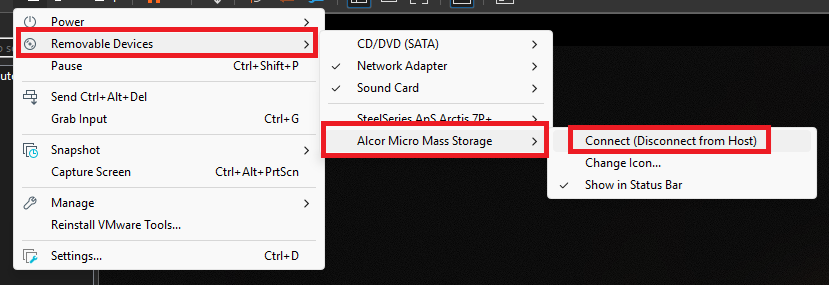 Power
Removable Devices
Pause Ctrl+Shift+P
Send Ctrl+Alt+Del
Grab Input Ctrl+G
Snapshot
Capture Screen Ctrl+Alt+PrtScn
Manage
Reinstall VMware Tools...
Settings... Ctrl+D
CD/DVD (SATA)
Network Adapter
Sound Card
SteelSeries ApS Arctis 7P+
Alcor Micro Mass Storage
Connect (Disconnect from Host)
Change Icon...
Show in Status Bar